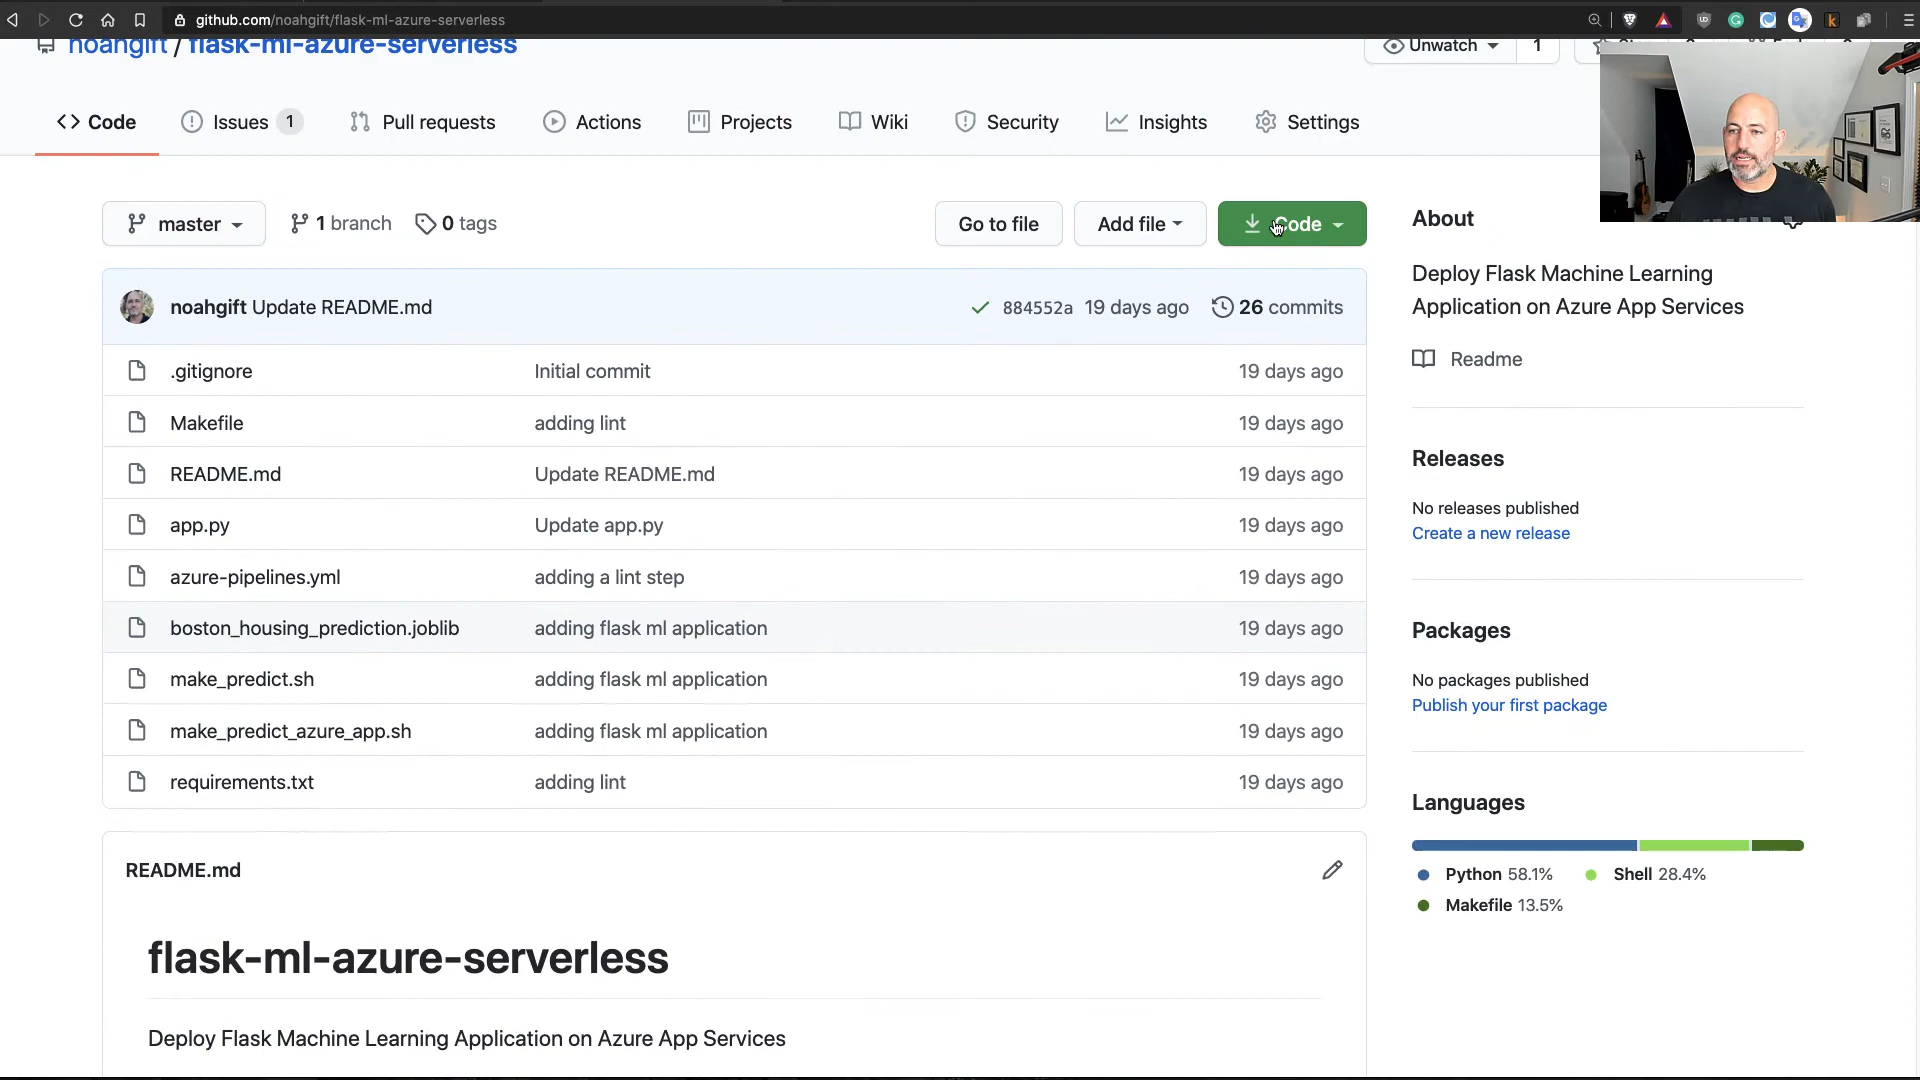 github.com/noahgift/flask-ml-azure-serverless
noahgift / flask-ml-azure-serverless
Unwatch 1
Code Issues 1 Pull requests Actions Projects Wiki Security Insights Settings
master 1 branch 0 tags Go to file Add file Code
noahgift Update README.md 884552a 19 days ago 26 commits
.gitignore Initial commit 19 days ago
Makefile adding lint 19 days ago
README.md Update README.md 19 days ago
app.py Update app.py 19 days ago
azure-pipelines.yml adding a lint step 19 days ago
boston_housing_prediction.joblib adding flask ml application 19 days ago
make_predict.sh adding flask ml application 19 days ago
make_predict_azure_app.sh adding flask ml application 19 days ago
requirements.txt adding lint 19 days ago
README.md
flask-ml-azure-serverless
Deploy Flask Machine Learning Application on Azure App Services
About
Deploy Flask Machine Learning
Application on Azure App Services
Readme
Releases
No releases published
Create a new release
Packages
No packages published
Publish your first package
Languages
Python 58.1% Shell 28.4%
Makefile 13.5%